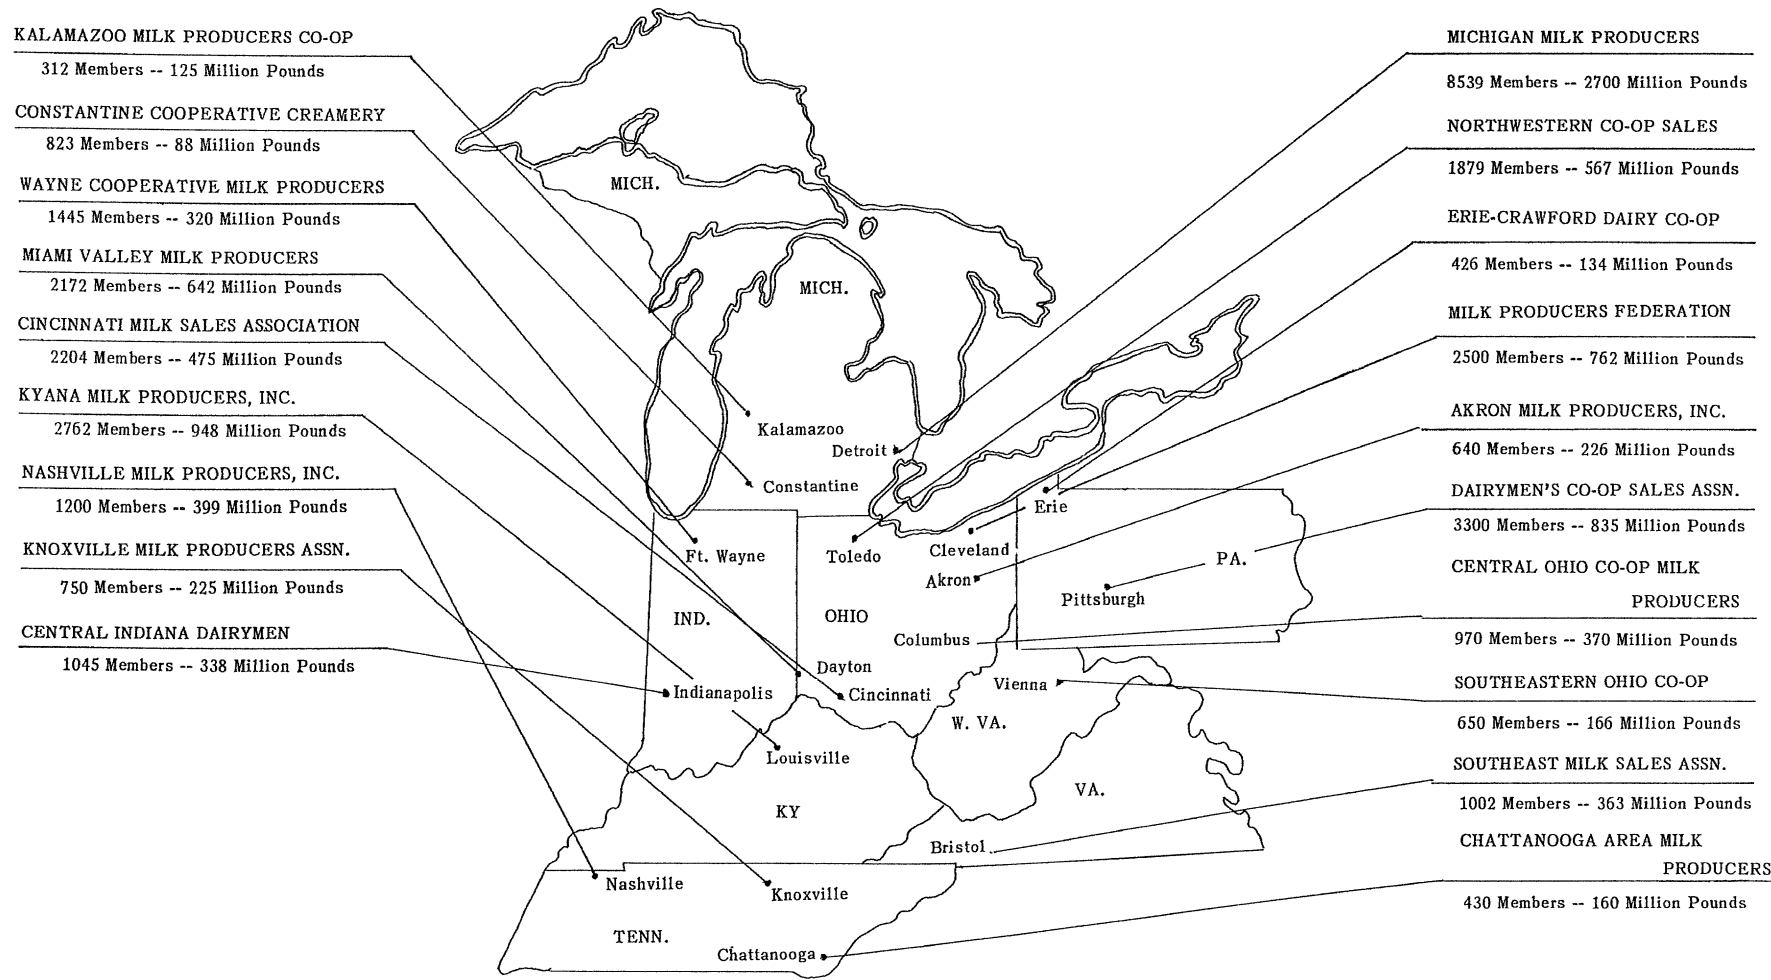 KALAMAZOO MILK PRODUCERS CO-OP
312 Members -- 125 Million Pounds
CONSTANTINE COOPERATIVE CREAMERY
823 Members -- 88 Million Pounds
WAYNE COOPERATIVE MILK PRODUCERS
1445 Members -- 320 Million Pounds
MIAMI VALLEY MILK PRODUCERS
2172 Members -- 642 Million Pounds
CINCINNATI MILK SALES ASSOCIATION
2204 Members -- 475 Million Pounds
KYANA MILK PRODUCERS, INC.
2762 Members -- 948 Million Pounds
NASHVILLE MILK PRODUCERS, INC.
1200 Members -- 399 Million Pounds
KNOXVILLE MILK PRODUCERS ASSN.
750 Members -- 225 Million Pounds
CENTRAL INDIANA DAIRYMEN
1045 Members -- 338 Million Pounds
MICH.
MICH.
Kalamazoo
Detroit
Constantine
Erie
Ft. Wayne
Toledo
Cleveland
PA.
Akron
Pittsburgh
IND.
OHIO
Columbus
Dayton
Vienna
Indianapolis
Cincinnati
W. VA.
Louisville
VA.
KY
Bristol
Nashville
Knoxville
TENN.
Chattanooga
MICHIGAN MILK PRODUCERS
8539 Members -- 2700 Million Pounds
NORTHWESTERN CO-OP SALES
1879 Members -- 567 Million Pounds
ERIE-CRAWFORD DAIRY CO-OP
426 Members -- 134 Million Pounds
MILK PRODUCERS FEDERATION
2500 Members -- 762 Million Pounds
AKRON MILK PRODUCERS, INC.
640 Members -- 226 Million Pounds
DAIRYMEN'S CO-OP SALES ASSN.
3300 Members -- 835 Million Pounds
CENTRAL OHIO CO-OP MILK
PRODUCERS
970 Members -- 370 Million Pounds
SOUTHEASTERN OHIO CO-OP
650 Members -- 166 Million Pounds
SOUTHEAST MILK SALES ASSN.
1002 Members -- 363 Million Pounds
CHATTANOOGA AREA MILK
PRODUCERS
430 Members -- 160 Million Pounds